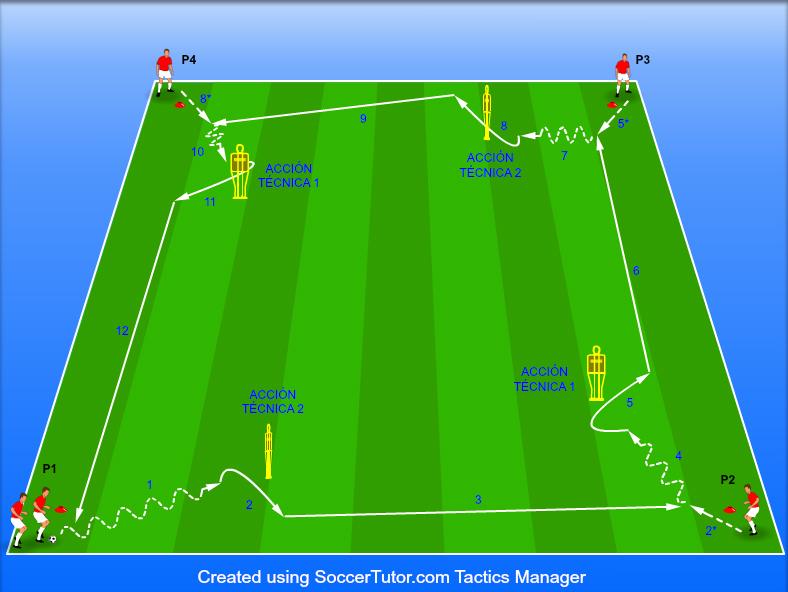 P4
P3
8*
5*
9
8
10
7
ACCIÓN
TÉCNICA 2
ACCIÓN
TÉCNICA 1
11
6
12
ACCIÓN
TÉCNICA 1
ACCIÓN
TÉCNICA 2
5
P1
4
P2
1
2
3
2*
Created using SoccerTutor.com Tactics Manager